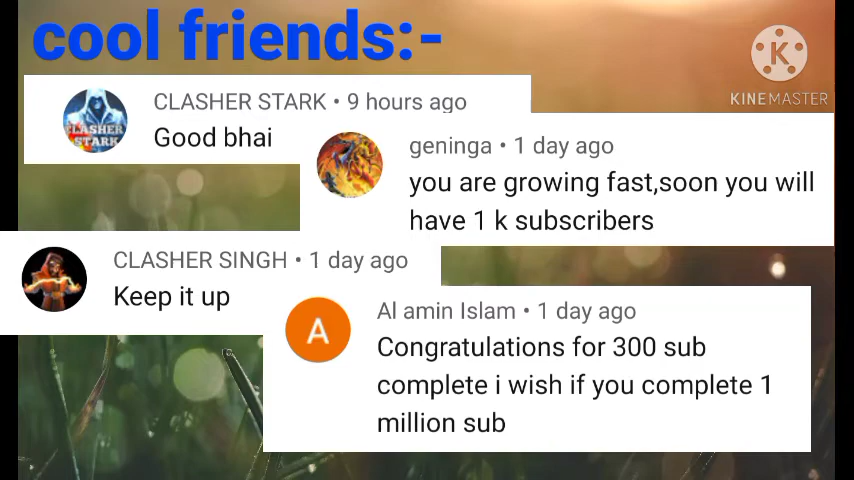 cool friends:-
K
KINEMASTER
CLASHER STARK • 9 hours ago
CLASHER
STARK
Good bhai
geninga • 1 day ago
you are growing fast,soon you will
have 1 k subscribers
CLASHER SINGH • 1 day ago
Keep it up
A
Al amin Islam • 1 day ago
Congratulations for 300 sub
complete i wish if you complete 1
million sub